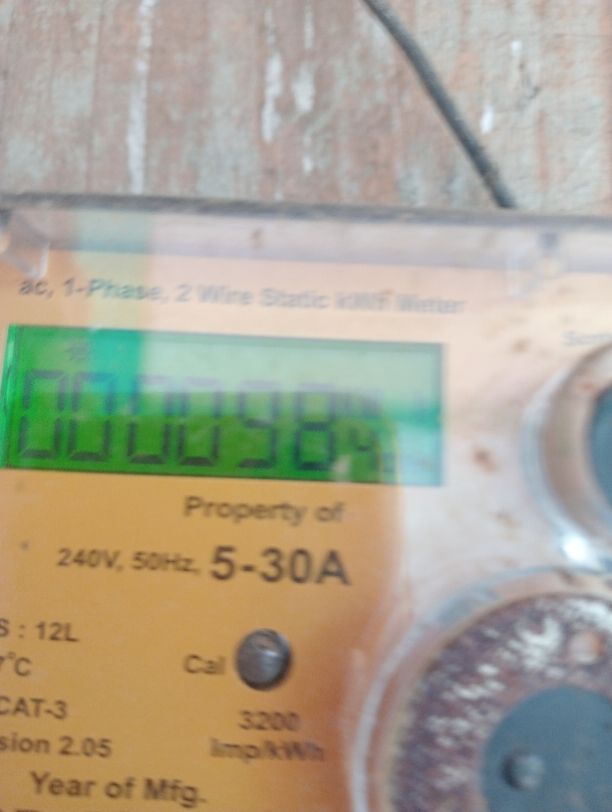 ac, 1-Phase, 2 Wire Static kWh Meter
000098
Property of
240V, 50Hz, 5-30A
S : 12L
°C
Cal
CAT-3
3200
sion 2.05
Imp/kWh
Year of Mfg.